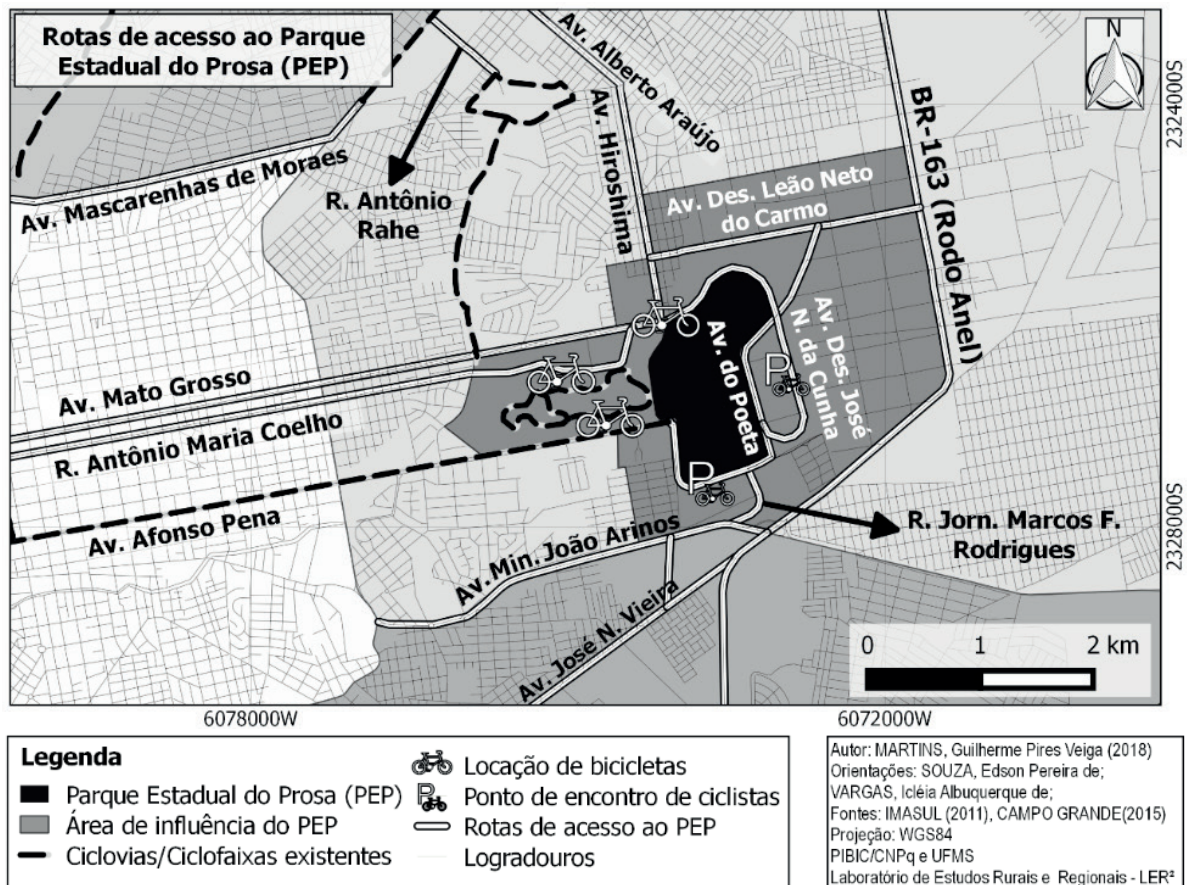 Rotas de acesso ao Parque
Estadual do Prosa (PEP)
N
Av. Alberto Araújo
Av. Hiroshima
BR-163 (Rodo Anel)
2324000S
Av. Mascarenhas de Moraes
R. Antônio
Rahe
Av. Des. Leão Neto
do Carmo
Av. Mato Grosso
R. Antônio Maria Coelho
Av. do Poeta
Av. Des. José
N. da Cunha
P
P
Av. Afonso Pena
Av. Min. João Arinos
R. Jorn. Marcos F.
Rodrigues
2328000S
Av. José N. Vieira
0 1 2 km
6078000W 6072000W
Legenda
Parque Estadual do Prosa (PEP)
Área de influência do PEP
Ciclovias/Ciclofaixas existentes
Locação de bicicletas
P Ponto de encontro de ciclistas
Rotas de acesso ao PEP
Logradouros
Autor: MARTINS, Guilherme Pires Veiga (2018)
Orientações: SOUZA, Edson Pereira de;
VARGAS, Icléia Albuquerque de;
Fontes: IMASUL (2011), CAMPO GRANDE(2015)
Projeção: WGS84
PIBIC/CNPq e UFMS
Laboratório de Estudos Rurais e Regionais - LER²